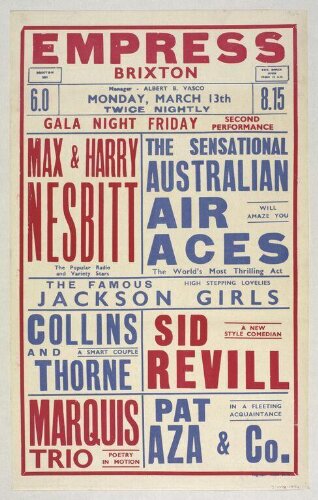 EMPRESS
BRIXTON
Manager - ALBERT E. VASCO
6.0
MONDAY, MARCH 13th
8.15
TWICE NIGHTLY
GALA NIGHT FRIDAY SECOND PERFORMANCE
MAX & HARRY
NESBITT
The Popular Radio
and Variety Stars
THE SENSATIONAL
AUSTRALIAN
AIR
ACES
WILL
AMAZE YOU
The World's Most Thrilling Act
THE FAMOUS HIGH STEPPING LOVELIES
JACKSON GIRLS
COLLINS
AND A SMART COUPLE
THORNE
SID
REVILL
A NEW
STYLE COMEDIAN
MARQUIS
TRIO
POETRY
IN MOTION
PAT
AZA & Co.
IN A FLEETING
ACQUAINTANCE